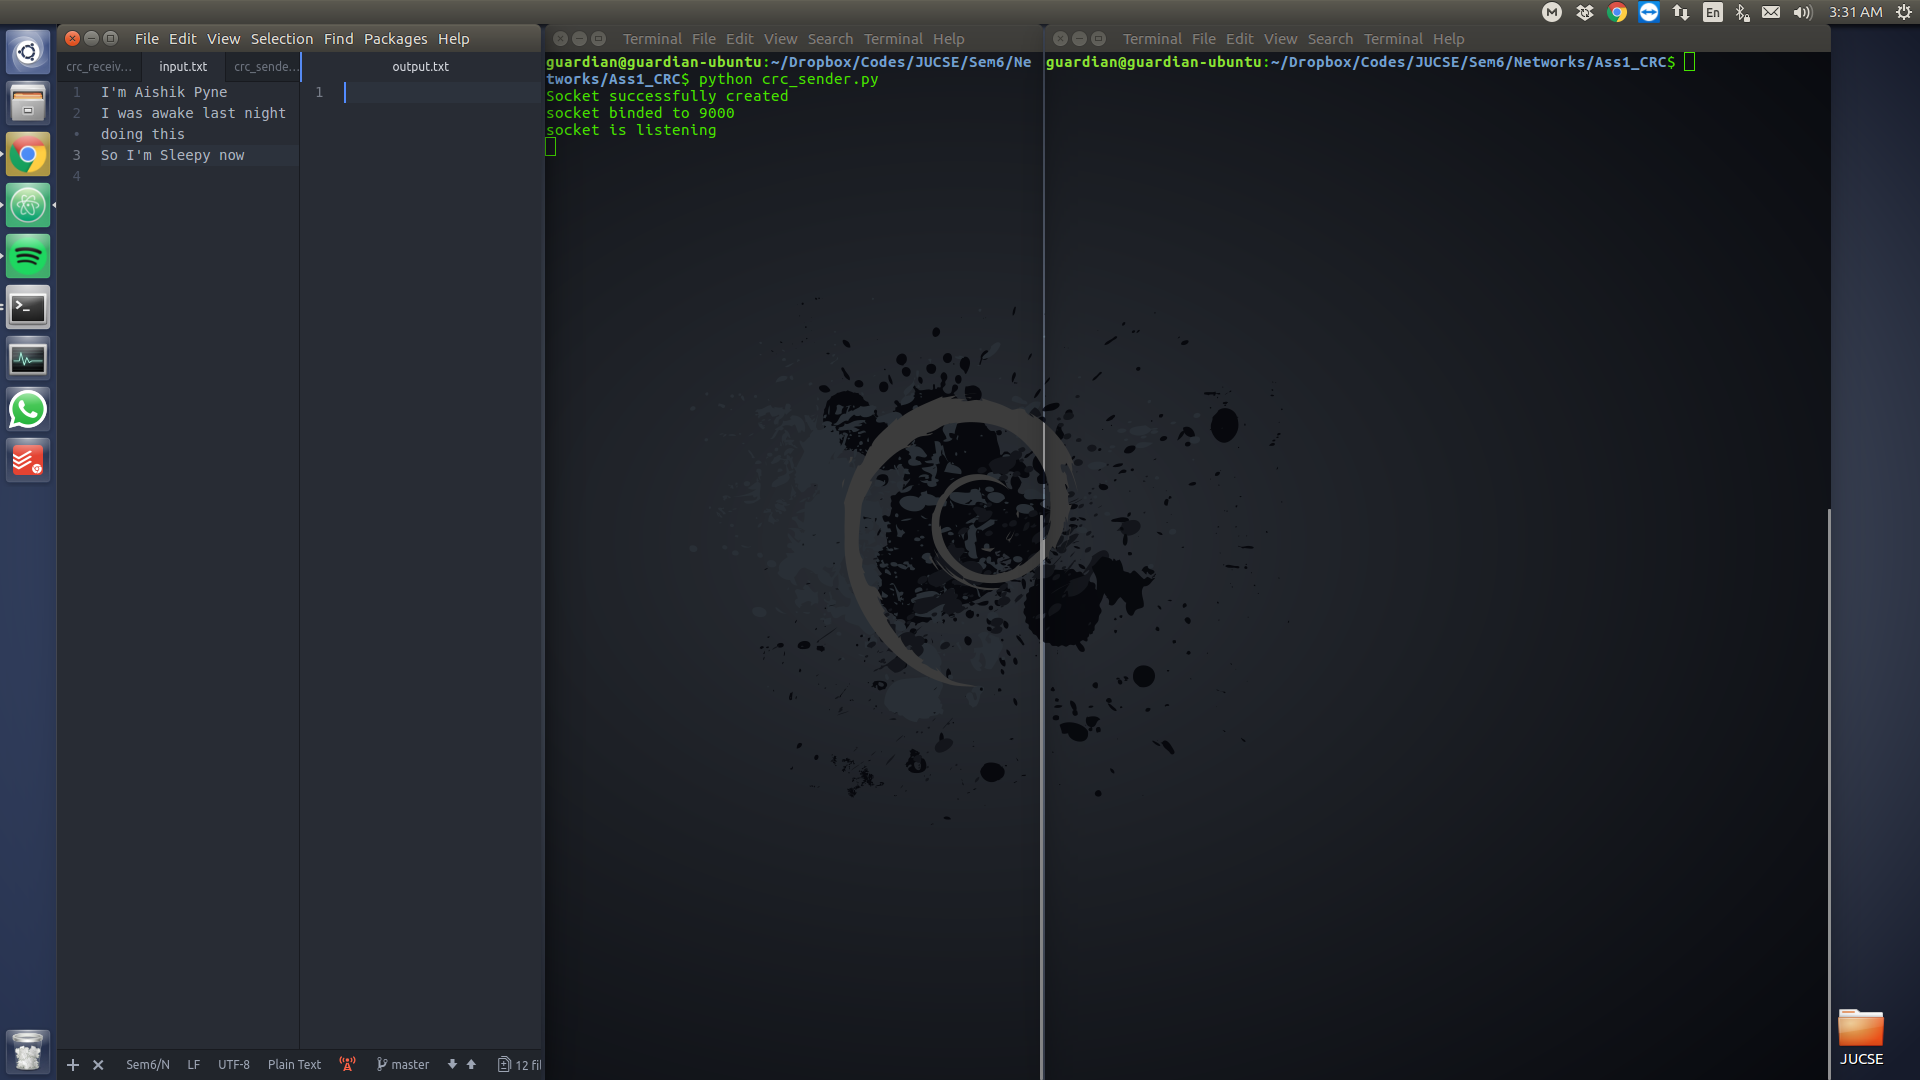 3:31 AM
En
File Edit View Selection Find Packages Help
crc_receiv... input.txt crc_sende...
output.txt
1 I'm Aishik Pyne
2 I was awake last night
• doing this
3 So I'm Sleepy now
4
1
Terminal File Edit View Search Terminal Help
guardian@guardian-ubuntu:~/Dropbox/Codes/JUCSE/Sem6/Ne
tworks/Ass1_CRC$ python crc_sender.py
Socket successfully created
socket binded to 9000
socket is listening
Terminal File Edit View Search Terminal Help
guardian@guardian-ubuntu:~/Dropbox/Codes/JUCSE/Sem6/Networks/Ass1_CRC$
Sem6/N LF UTF-8 Plain Text master 12 fil
JUCSE